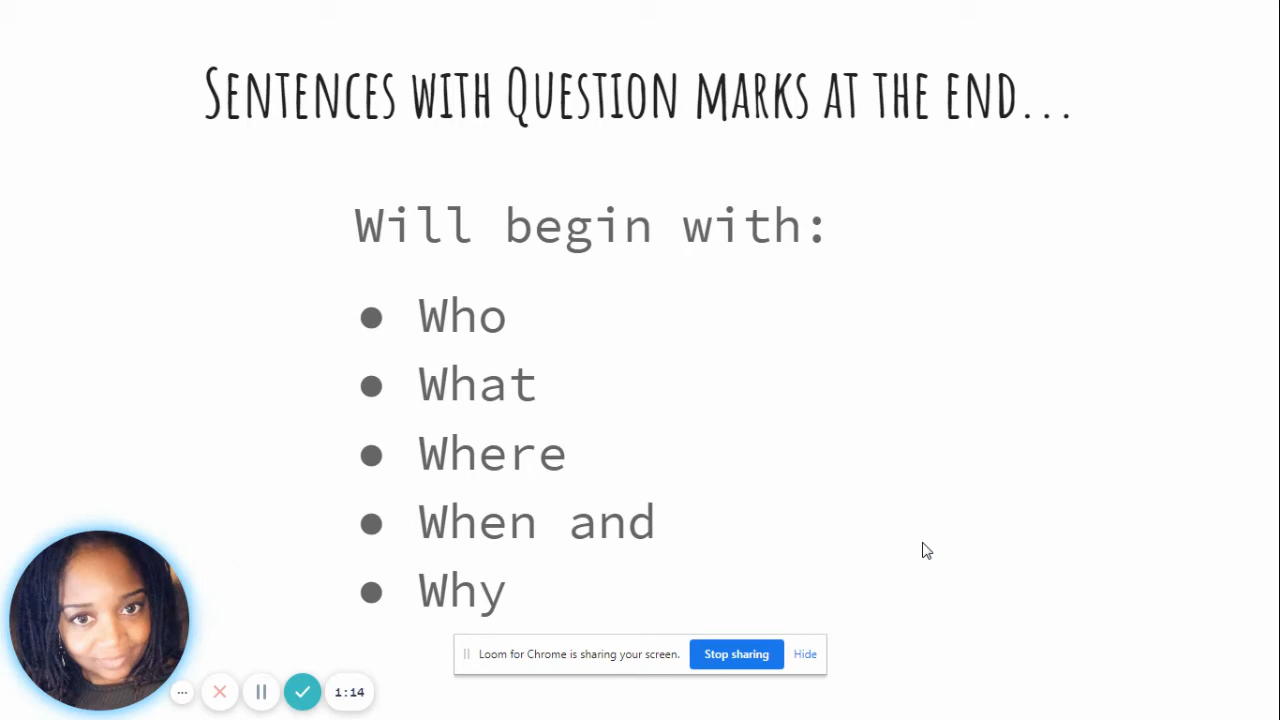 Sentences with Question marks at the end...
Will begin with:
● Who
● What
● Where
● When and
● Why
Loom for Chrome is sharing your screen. Stop sharing Hide
1:14